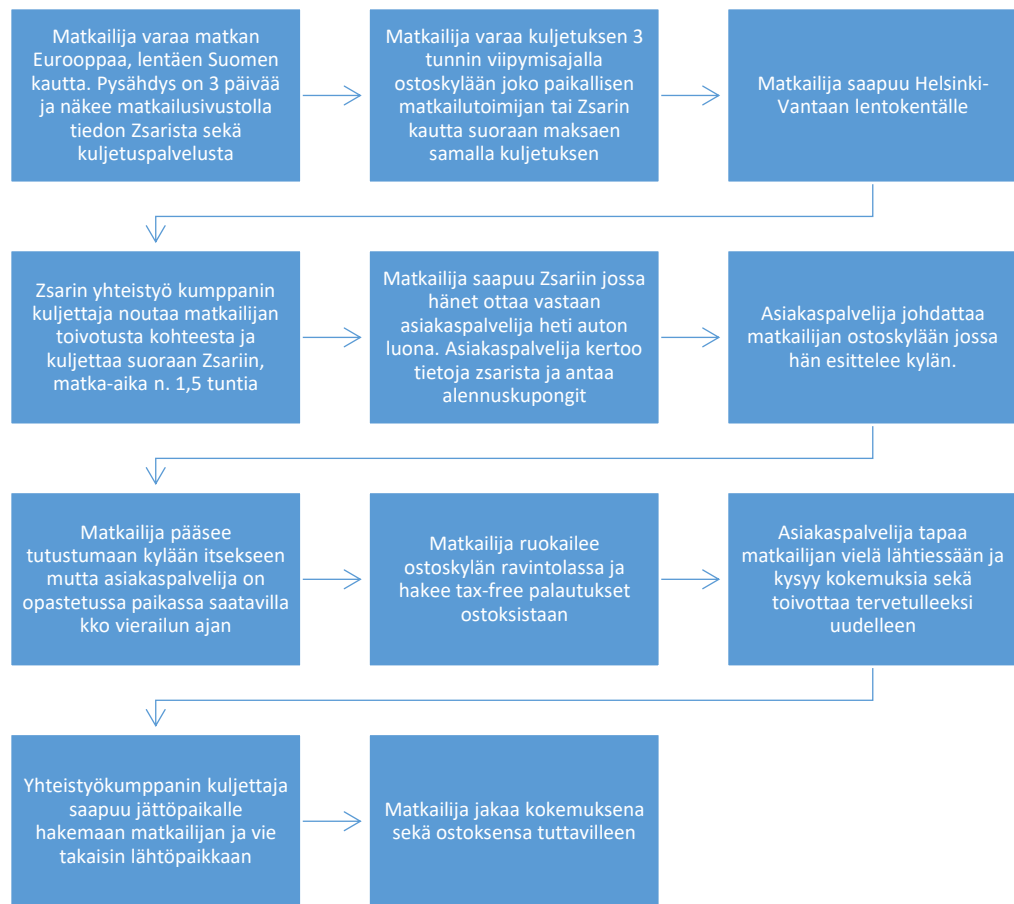 Matkailija varaa matkan
Eurooppaa, lentäen Suomen
kautta. Pysähdys on 3 päivää
ja näkee matkailusivustolla
tiedon Zsarista sekä
kuljetuspalvelusta
Matkailija varaa kuljetuksen 3
tunnin viipymisajalla
ostoskylään joko paikallisen
matkailutoimijan tai Zsarin
kautta suoraan maksaen
samalla kuljetuksen
Matkailija saapuu Helsinki-
Vantaan lentokentälle
Zsarin yhteistyö kumppanin
kuljettaja noutaa matkailijan
toivotusta kohteesta ja
kuljettaa suoraan Zsariin,
matka-aika n. 1,5 tuntia
Matkailija saapuu Zsariin jossa
hänet ottaa vastaan
asiakaspalvelija heti auton
luona. Asiakaspalvelija kertoo
tietoja zsarista ja antaa
alennuskupongit
Asiakaspalvelija johdattaa
matkailijan ostoskylään jossa
hän esittelee kylän.
Matkailija pääsee
tutustumaan kylään itsekseen
mutta asiakaspalvelija on
opastetussa paikassa saatavilla
kko vierailun ajan
Matkailija ruokailee
ostoskylän ravintolassa ja
hakee tax-free palautukset
ostoksistaan
Asiakaspalvelija tapaa
matkailijan vielä lähtiessään ja
kysyy kokemuksia sekä
toivottaa tervetulleeksi
uudelleen
Yhteistyökumppanin kuljettaja
saapuu jättöpaikalle
hakemaan matkailijan ja vie
takaisin lähtöpaikkaan
Matkailija jakaa kokemuksena
sekä ostoksensa tuttavilleen